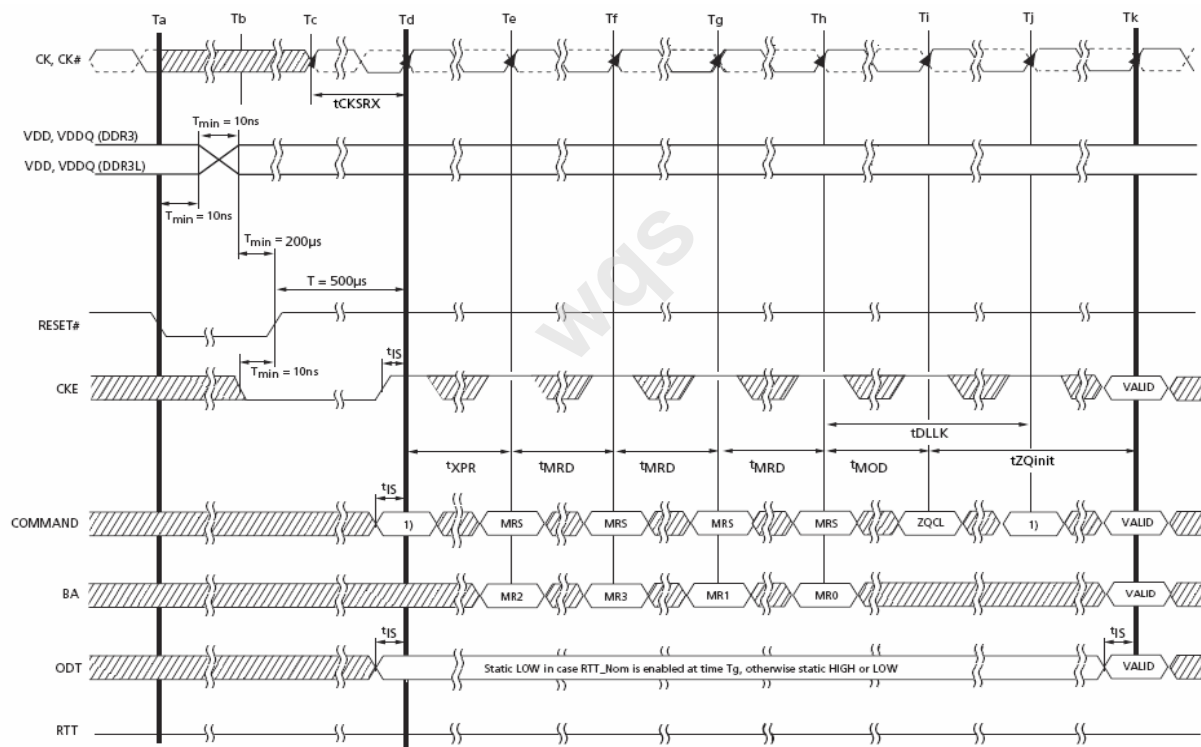 Ta Tb Tc Td Te Tf Tg Th Ti Tj Tk
CK, CK#
tCKSRX
Tmin = 10ns
VDD, VDDQ (DDR3)
VDD, VDDQ (DDR3L)
Tmin = 10ns
Tmin = 200µs
T = 500µs
RESET#
tIS
Tmin = 10ns
CKE
VALID
tDLLK
tXPR tMRD tMRD tMRD tMOD tZQinit
tIS
COMMAND 1) MRS MRS MRS MRS ZQCL 1) VALID
BA MR2 MR3 MR1 MR0 VALID
tIS tIS
ODT Static LOW in case RTT_Nom is enabled at time Tg, otherwise static HIGH or LOW VALID
RTT
wqs